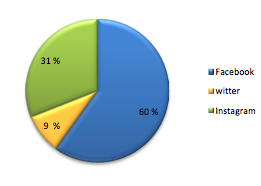 31 %
Facebook
witter
60 %
9 %
Instagram